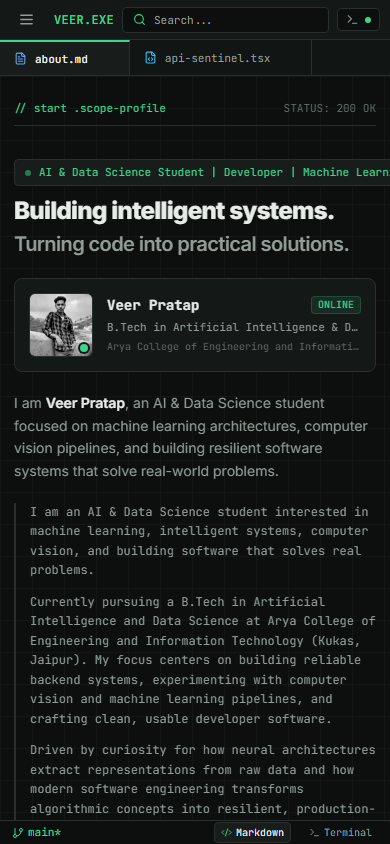 VEER.EXE
Search...
about.md
api-sentinel.tsx
// start .scope-profile
STATUS: 200 OK
AI & Data Science Student | Developer | Machine Learn
Building intelligent systems.
Turning code into practical solutions.
Veer Pratap
ONLINE
B.Tech in Artificial Intelligence & D…
Arya College of Engineering and Informati…
I am Veer Pratap, an AI & Data Science student
focused on machine learning architectures, computer
vision pipelines, and building resilient software
systems that solve real-world problems.
I am an AI & Data Science student interested in
machine learning, intelligent systems, computer
vision, and building software that solves real
problems.
Currently pursuing a B.Tech in Artificial
Intelligence and Data Science at Arya College of
Engineering and Information Technology (Kukas,
Jaipur). My focus centers on building reliable
backend systems, experimenting with computer
vision and machine learning pipelines, and
crafting clean, usable developer software.
Driven by curiosity for how neural architectures
extract representations from raw data and how
modern software engineering transforms
algorithmic concepts into resilient, production-
main*
</> Markdown
>_ Terminal